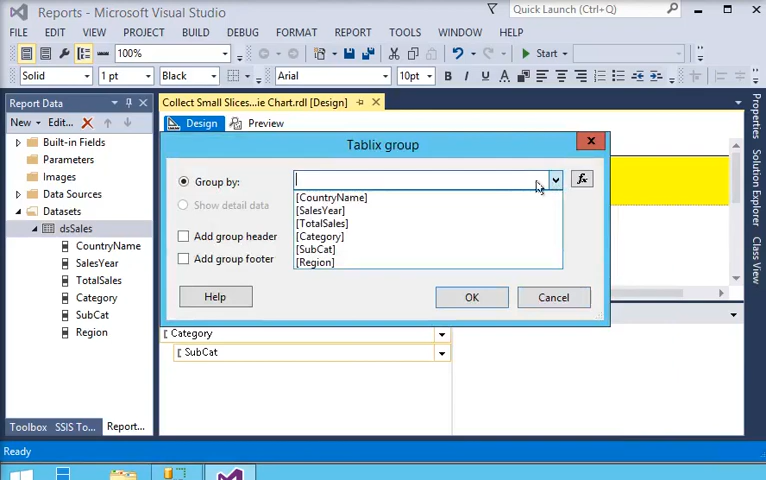 Reports - Microsoft Visual Studio
Quick Launch (Ctrl+Q)
FILE EDIT VIEW PROJECT BUILD DEBUG FORMAT REPORT TOOLS WINDOW HELP
100%
Start
Solid 1 pt Black Arial 10pt B I U A
Report Data
Collect Small Slices...ie Chart.rdl [Design]
New Edit...
Design Preview
Built-in Fields
Parameters
Images
Data Sources
Datasets
dsSales
CountryName
SalesYear
TotalSales
Category
SubCat
Region
Tablix group
Group by:
fx
Show detail data
[CountryName]
[SalesYear]
[TotalSales]
[Category]
[SubCat]
[Region]
Add group header
Add group footer
Help OK Cancel
[ Category
[ SubCat
Properties
Solution Explorer
Toolbox SSIS To... Report...
Ready